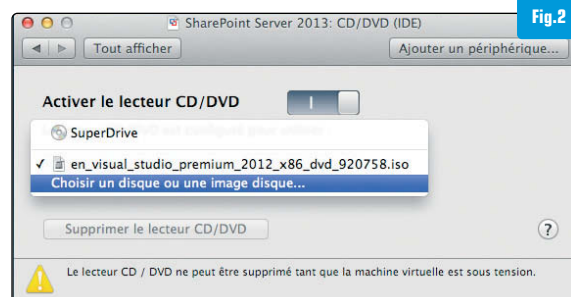 Fig.2
SharePoint Server 2013: CD/DVD (IDE)
Tout afficher
Ajouter un périphérique...
Activer le lecteur CD/DVD
SuperDrive
✓ en_visual_studio_premium_2012_x86_dvd_920758.iso
Choisir un disque ou une image disque...
Supprimer le lecteur CD/DVD
?
Le lecteur CD / DVD ne peut être supprimé tant que la machine virtuelle est sous tension.